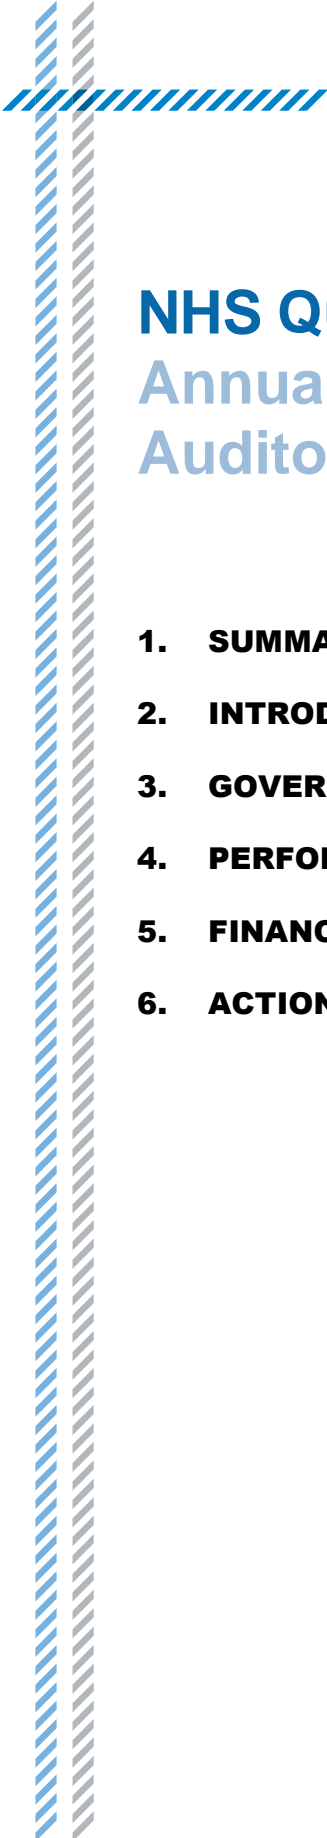 NHS Q
Annua
Audito
1. SUMMA
2. INTROD
3. GOVER
4. PERFO
5. FINANC
6. ACTION